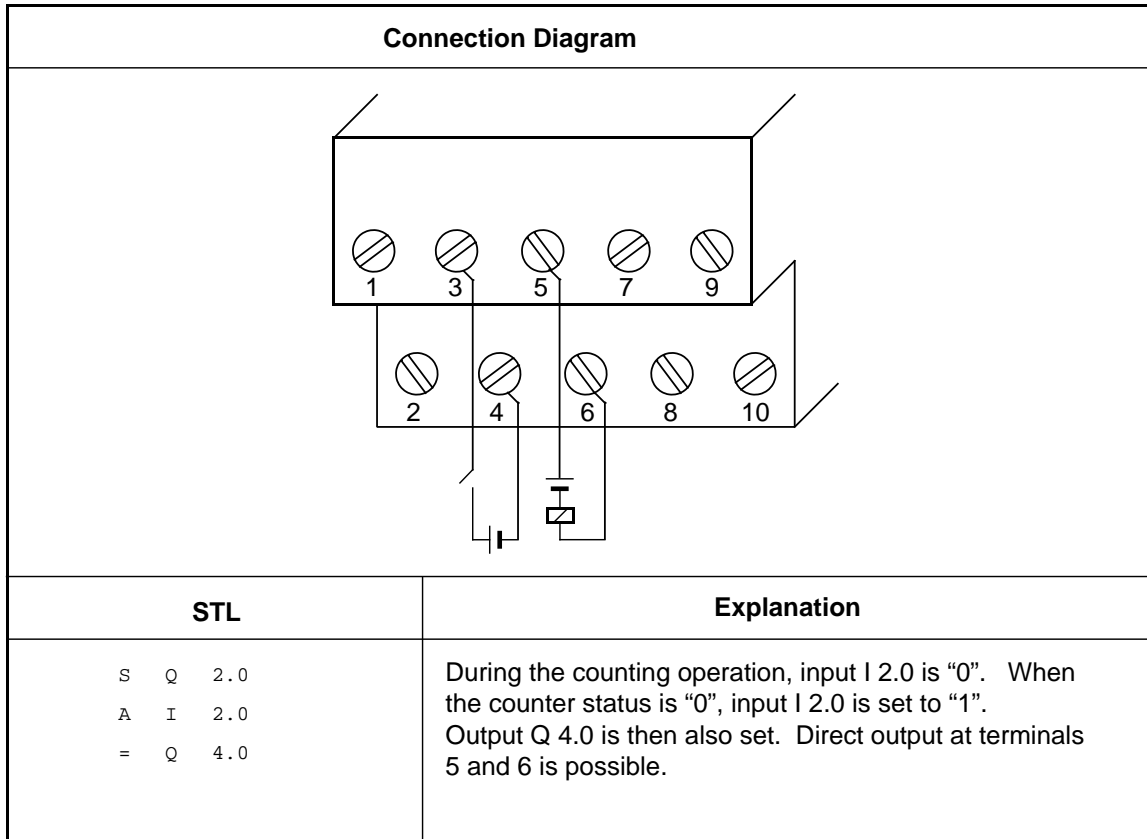 Connection Diagram
1 3 5 7 9
2 4 6 8 10
STL
Explanation
S Q 2.0
A I 2.0
= Q 4.0
During the counting operation, input I 2.0 is “0”. When
the counter status is “0”, input I 2.0 is set to “1”.
Output Q 4.0 is then also set. Direct output at terminals
5 and 6 is possible.